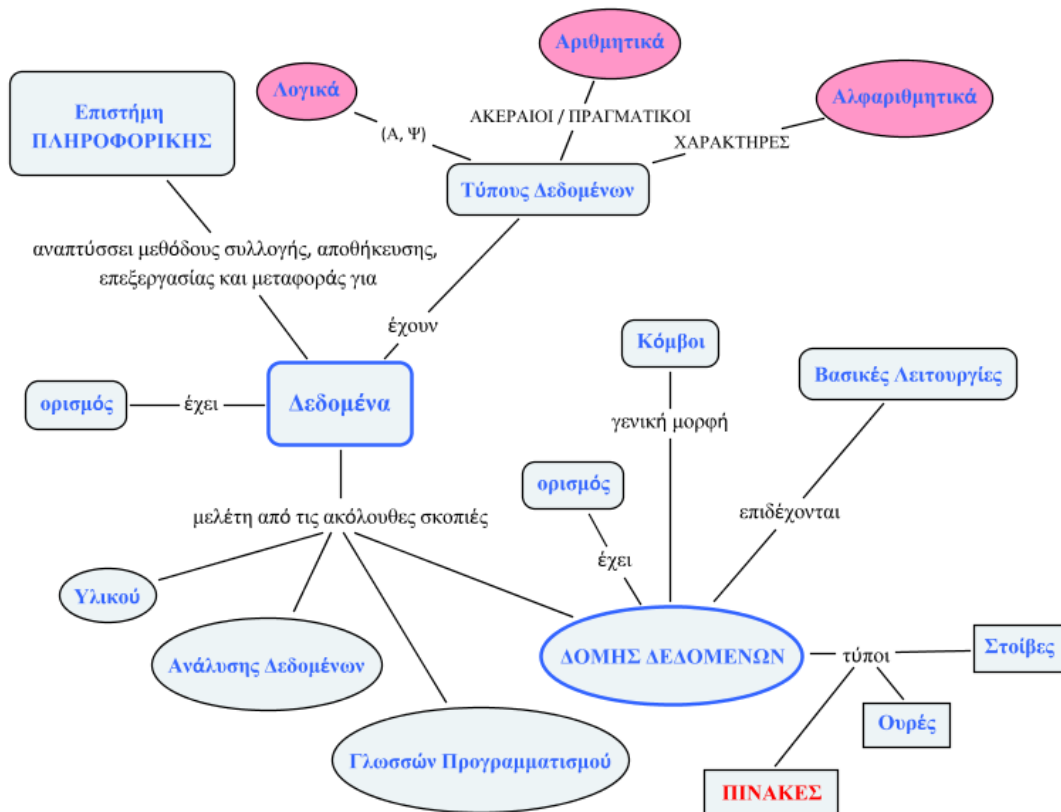 Αριθμητικά
Λογικά
Αλφαριθμητικά
Επιστήμη
ΠΛΗΡΟΦΟΡΙΚΗΣ
ΑΚΕΡΑΙΟΙ / ΠΡΑΓΜΑΤΙΚΟΙ
(Α, Ψ)
ΧΑΡΑΚΤΗΡΕΣ
Τύπους Δεδομένων
αναπτύσσει μεθόδους συλλογής, αποθήκευσης,
επεξεργασίας και μεταφοράς για
έχουν
Κόμβοι
Βασικές Λειτουργίες
ορισμός
έχει
Δεδομένα
γενική μορφή
ορισμός
μελέτη από τις ακόλουθες σκοπιές
επιδέχονται
έχει
Υλικού
Ανάλυσης Δεδομένων
ΔΟΜΗΣ ΔΕΔΟΜΕΝΩΝ
τύποι
Στοίβες
Ουρές
Γλωσσών Προγραμματισμού
ΠΙΝΑΚΕΣ